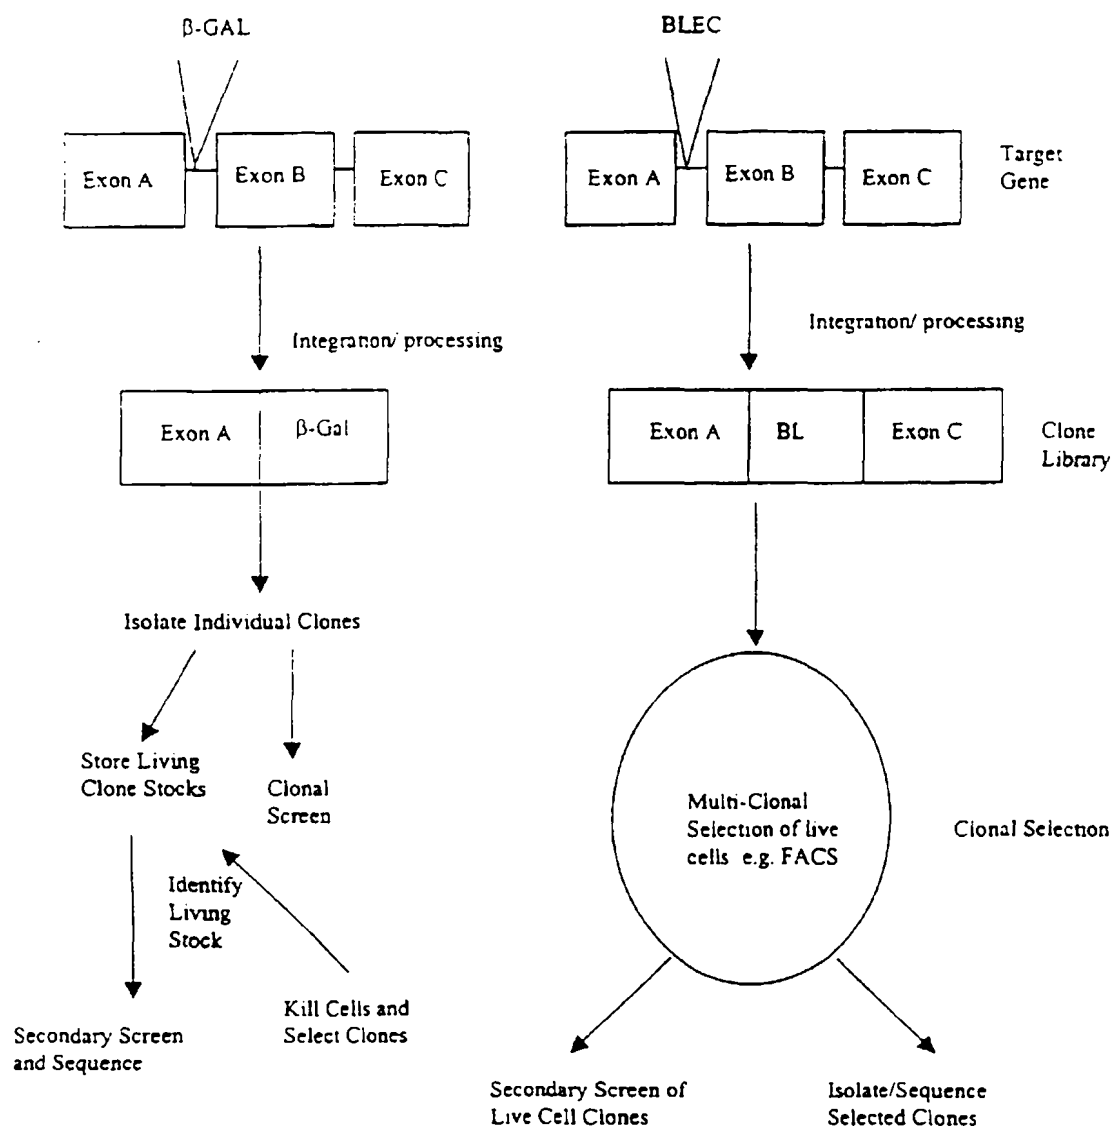 β-GAL
Exon A
Exon B
Exon C
Integration/ processing
Exon A
β-Gal
Isolate Individual Clones
Store Living
Clone Stocks
Clonal
Screen
Identify
Living
Stock
Kill Cells and
Select Clones
Secondary Screen
and Sequence
BLEC
Exon A
Exon B
Exon C
Target
Gene
Integration/ processing
Exon A
BL
Exon C
Clone
Library
Multi-Clonal
Selection of live
cells e.g. FACS
Clonal Selection
Secondary Screen of
Live Cell Clones
Isolate/Sequence
Selected Clones